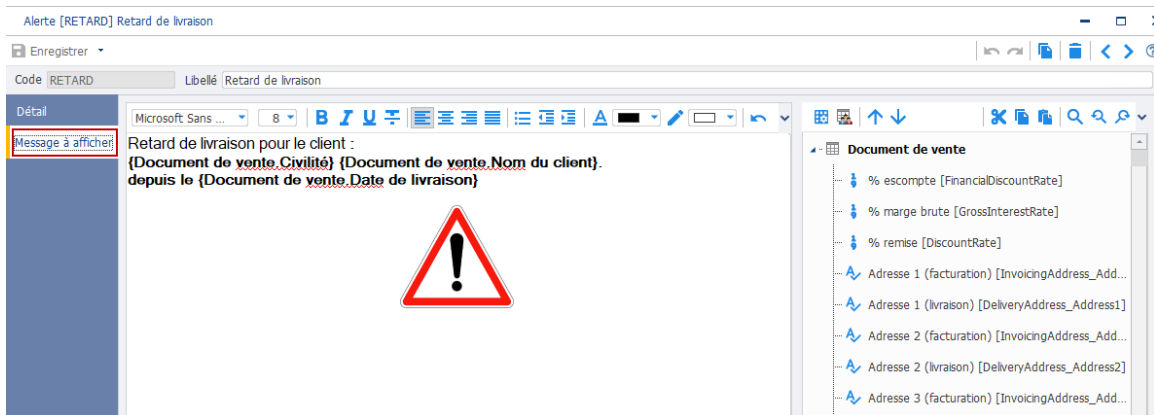 Alerte [RETARD] Retard de livraison
Enregistrer
Code RETARD Libellé Retard de livraison
Détail
Message à afficher
Microsoft Sans ... 8 B I U T A
Retard de livraison pour le client :
{Document de vente.Civilité} {Document de vente.Nom du client}.
depuis le {Document de vente.Date de livraison}
Document de vente
% escompte [FinancialDiscountRate]
% marge brute [GrossInterestRate]
% remise [DiscountRate]
Adresse 1 (facturation) [InvoicingAddress_Add...
Adresse 1 (livraison) [DeliveryAddress_Address1]
Adresse 2 (facturation) [InvoicingAddress_Add...
Adresse 2 (livraison) [DeliveryAddress_Address2]
Adresse 3 (facturation) [InvoicingAddress_Add...